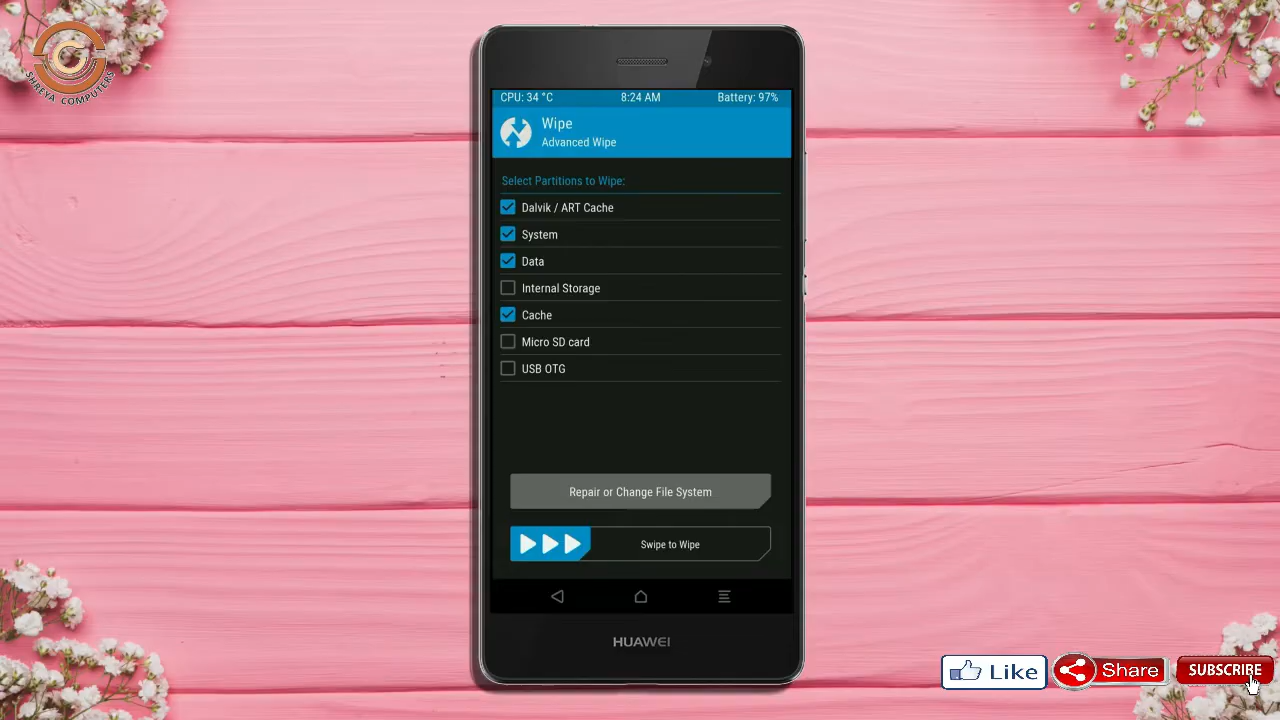 SHREYA COMPUTERS
CPU: 34 °C 8:24 AM Battery: 97%
Wipe
Advanced Wipe
Select Partitions to Wipe:
Dalvik / ART Cache
System
Data
Internal Storage
Cache
Micro SD card
USB OTG
Repair or Change File System
Swipe to Wipe
HUAWEI
Like
Share
SUBSCRIBE